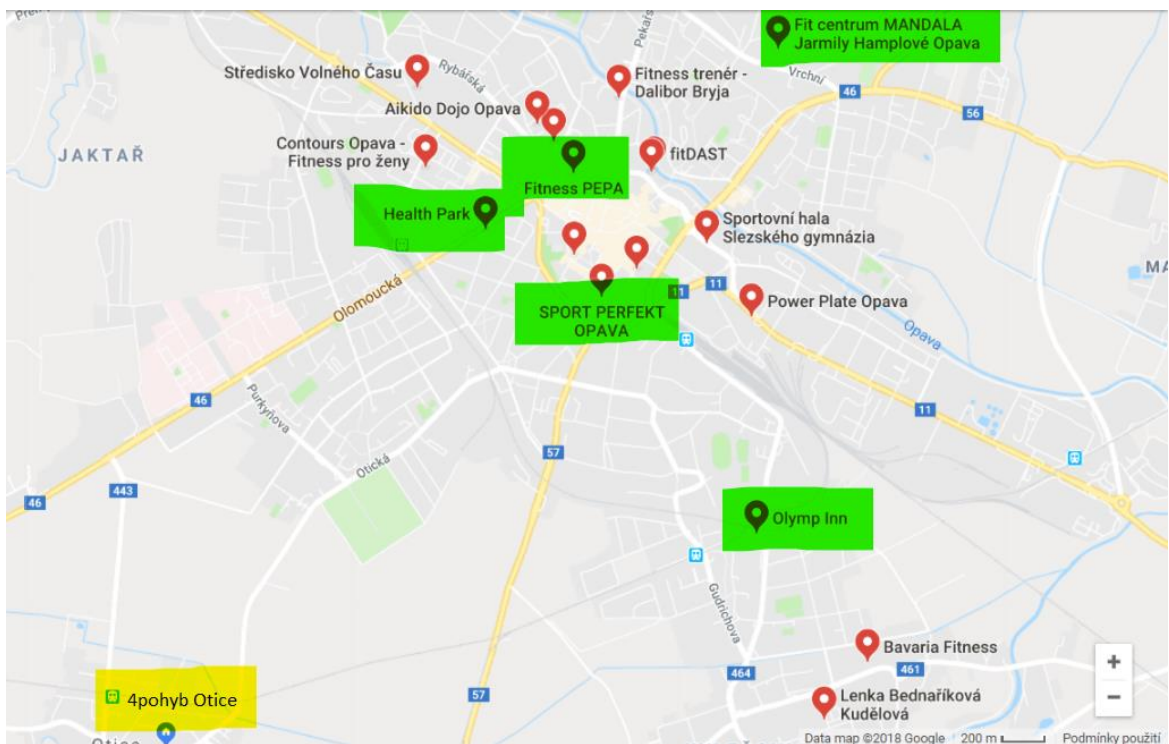 Fit centrum MANDALA
Jarmily Hamplové Opava
Pekařs
Vrchní
Rybářská
Středisko Volného Času
Fitness trenér -
Dalibor Bryja
46
56
Aikido Dojo Opava
JAKTAŘ
Contours Opava -
Fitness pro ženy
fitDAST
Fitness PEPA
Health Park
Sportovní hala
Slezského gymnázia
MA
Olomoucká
11
11
Power Plate Opava
Opava
SPORT PERFEKT
OPAVA
46
Purkyňova
11
Otická
57
443
46
Olymp Inn
Gudrichova
Bavaria Fitness
461
464
57
4pohyb Otice
Lenka Bednaříková
Kudělová
Otice
+
−
Data map ©2018 Google 200 m Podmínky použití